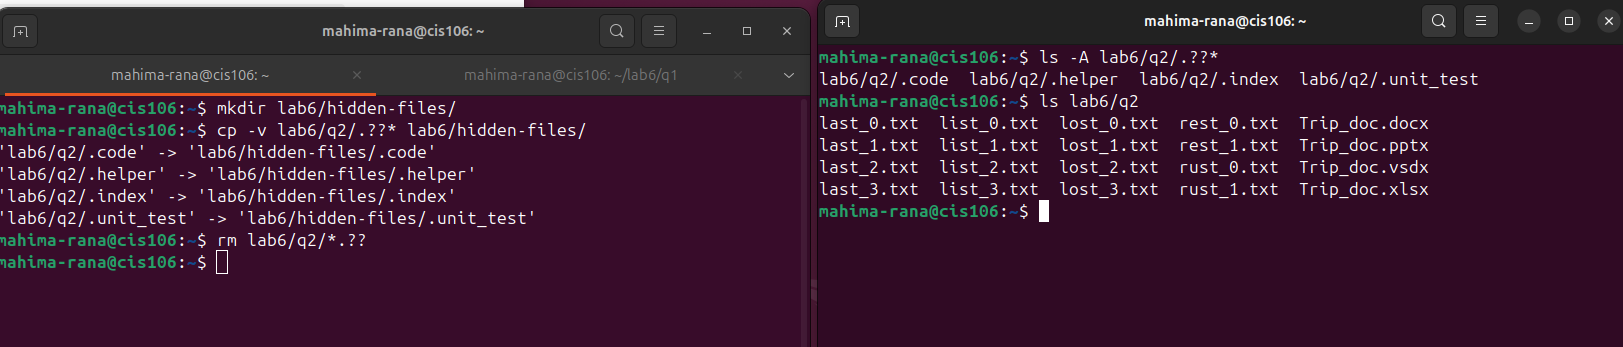 mahima-rana@cis106: ~
mahima-rana@cis106: ~
mahima-rana@cis106: ~/lab6/q1
mahima-rana@cis106:~$ mkdir lab6/hidden-files/
mahima-rana@cis106:~$ cp -v lab6/q2/.??* lab6/hidden-files/
'lab6/q2/.code' -> 'lab6/hidden-files/.code'
'lab6/q2/.helper' -> 'lab6/hidden-files/.helper'
'lab6/q2/.index' -> 'lab6/hidden-files/.index'
'lab6/q2/.unit_test' -> 'lab6/hidden-files/.unit_test'
mahima-rana@cis106:~$ rm lab6/q2/*.??
mahima-rana@cis106:~$
mahima-rana@cis106: ~
mahima-rana@cis106:~$ ls -A lab6/q2/.??*
lab6/q2/.code  lab6/q2/.helper  lab6/q2/.index  lab6/q2/.unit_test
mahima-rana@cis106:~$ ls lab6/q2
last_0.txt  list_0.txt  lost_0.txt  rest_0.txt  Trip_doc.docx
last_1.txt  list_1.txt  lost_1.txt  rest_1.txt  Trip_doc.pptx
last_2.txt  list_2.txt  lost_2.txt  rust_0.txt  Trip_doc.vsdx
last_3.txt  list_3.txt  lost_3.txt  rust_1.txt  Trip_doc.xlsx
mahima-rana@cis106:~$